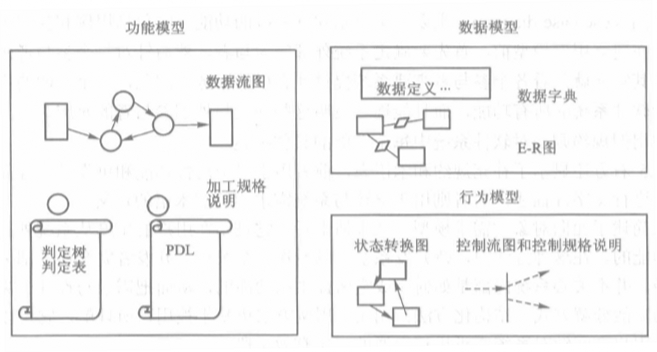 功能模型
数据流图
加工规格
说明
判定树
判定表
PDL
数据模型
数据定义…
数据字典
E-R图
行为模型
状态转换图
控制流图和控制规格说明